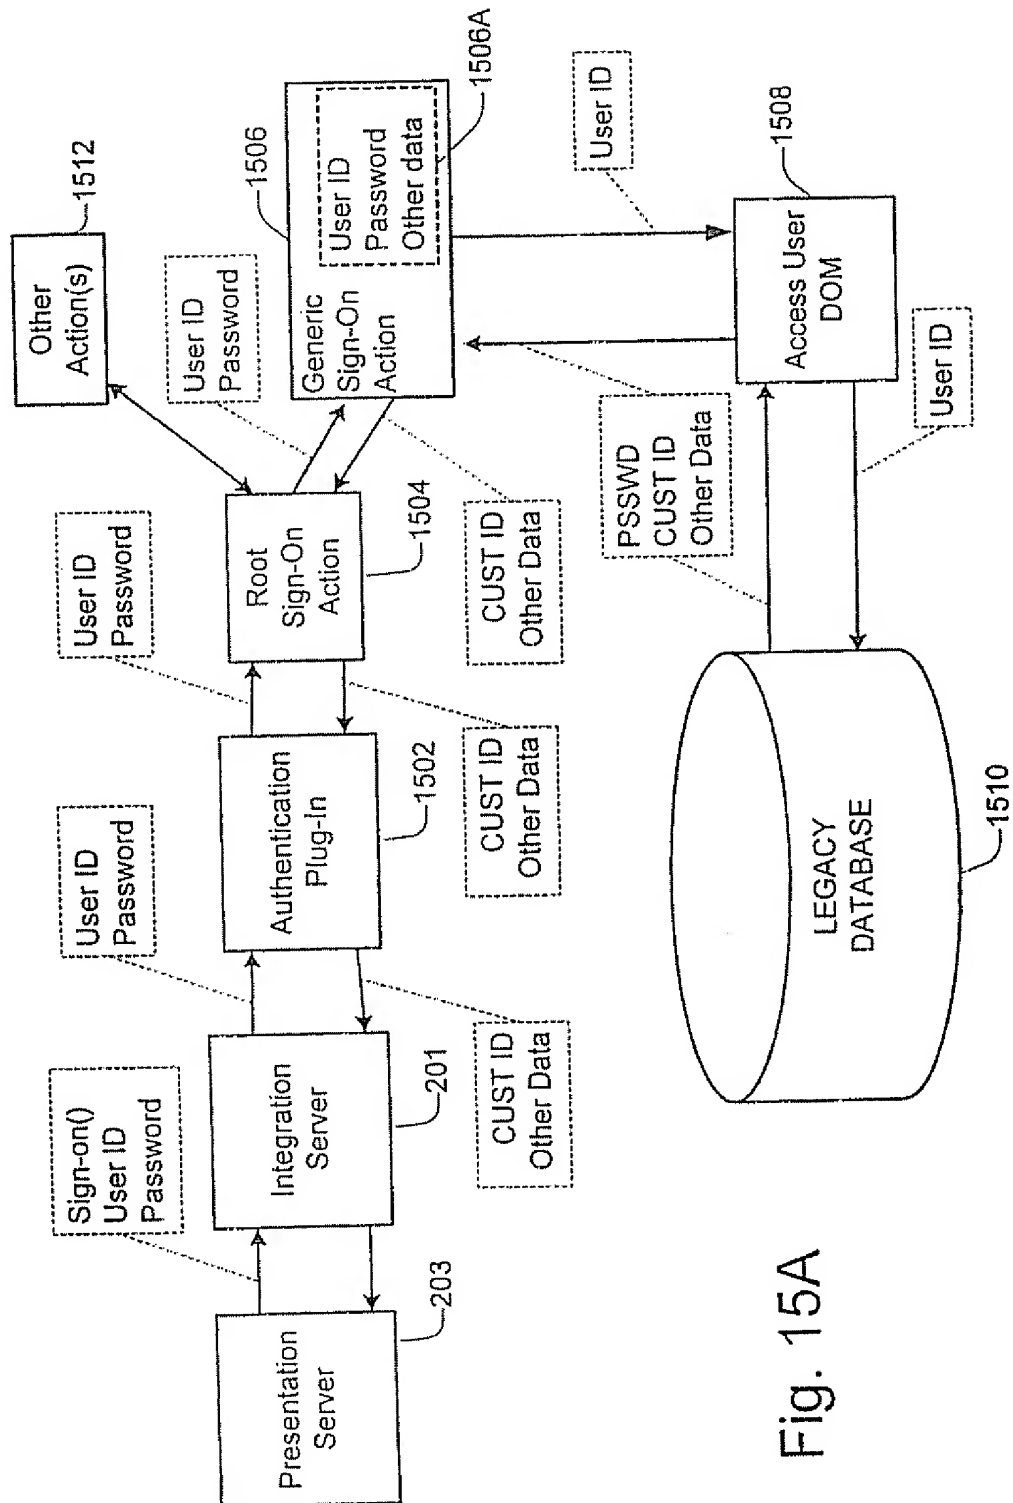 Sign-on()
User ID
Password
User ID
Password
User ID
Password
Other
Action(s)
1512
User ID
Password
1506
Presentation
Server
203
Integration
Server
201
Authentication
Plug-In
1502
Root
Sign-On
Action
1504
Generic
Sign-On
Action
User ID
Password
Other data
1506A
CUST ID
Other Data
CUST ID
Other Data
CUST ID
Other Data
User ID
PSSWD
CUST ID
Other Data
Access User
DOM
1508
User ID
LEGACY
DATABASE
1510
Fig. 15A